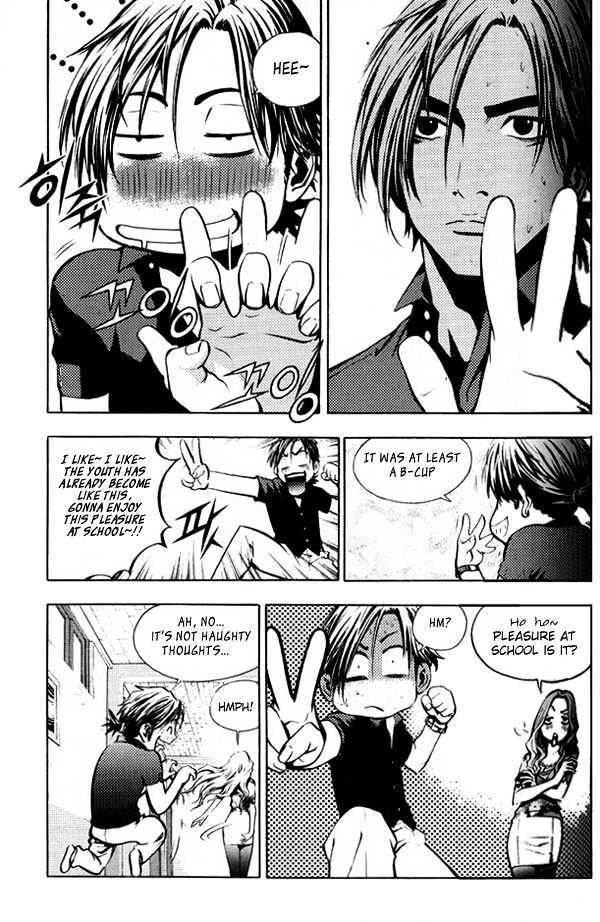 HEE~
IT WAS AT LEAST
A B-CUP
I LIKE~ I LIKE~
THE YOUTH HAS
ALREADY BECOME
LIKE THIS,
GONNA ENJOY
THIS PLEASURE
AT SCHOOL~!!
Ho ho~
PLEASURE AT
SCHOOL IS IT?
HM?
AH, NO...
IT'S NOT HAUGHTY
THOUGHTS...
HMPH!